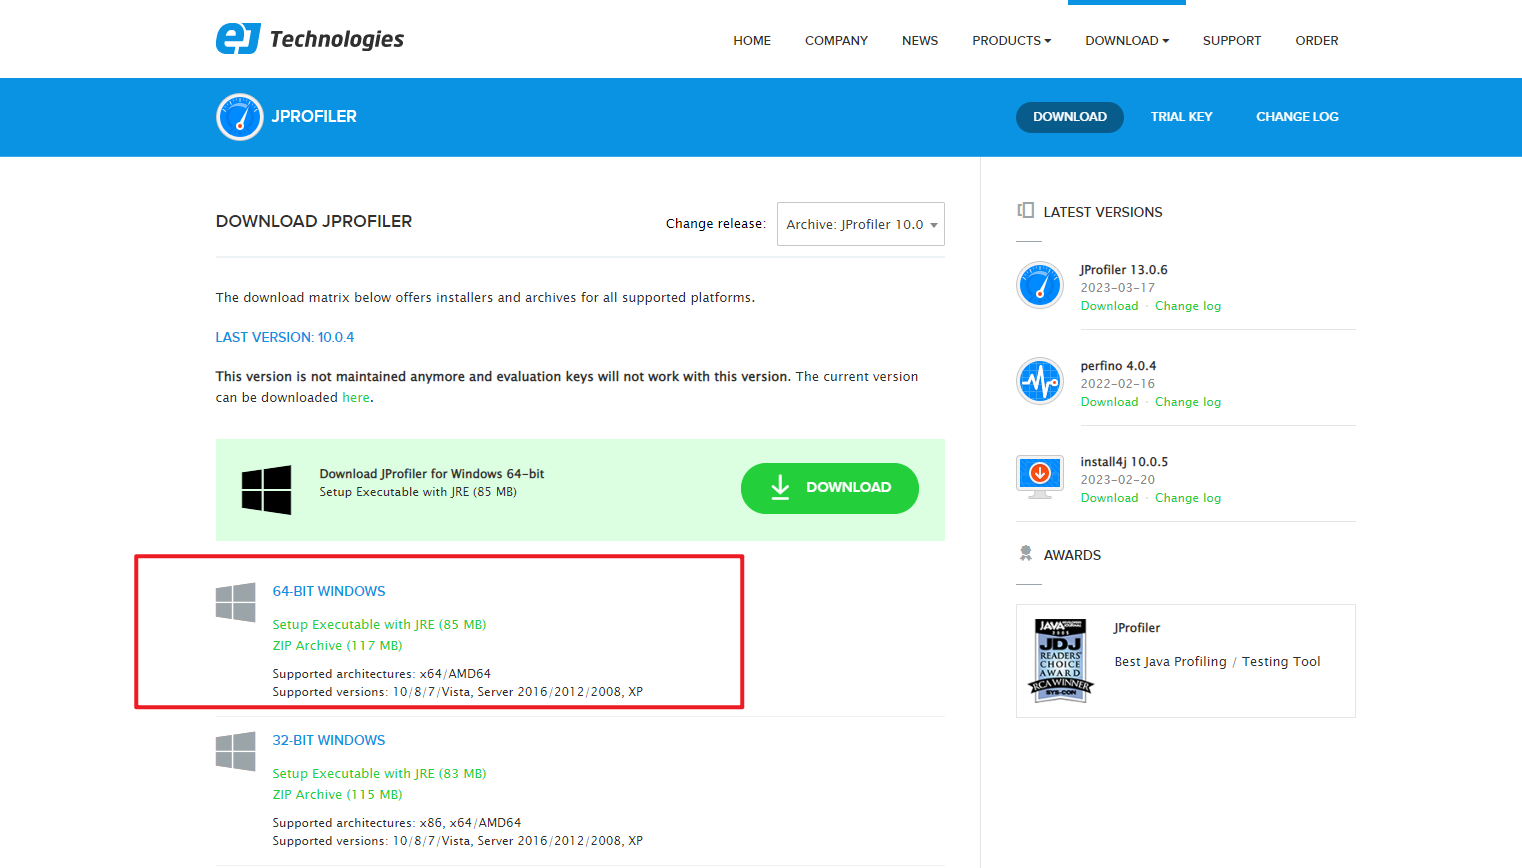 ej Technologies
HOME
COMPANY
NEWS
PRODUCTS
DOWNLOAD
SUPPORT
ORDER
JPROFILER
DOWNLOAD
TRIAL KEY
CHANGE LOG
DOWNLOAD JPROFILER
Change release:
Archive: JProfiler 10.0
The download matrix below offers installers and archives for all supported platforms.
LAST VERSION: 10.0.4
This version is not maintained anymore and evaluation keys will not work with this version. The current version
can be downloaded here.
Download JProfiler for Windows 64-bit
Setup Executable with JRE (85 MB)
DOWNLOAD
64-BIT WINDOWS
Setup Executable with JRE (85 MB)
ZIP Archive (117 MB)
Supported architectures: x64/AMD64
Supported versions: 10/8/7/Vista, Server 2016/2012/2008, XP
32-BIT WINDOWS
Setup Executable with JRE (83 MB)
ZIP Archive (115 MB)
Supported architectures: x86, x64/AMD64
Supported versions: 10/8/7/Vista, Server 2016/2012/2008, XP
LATEST VERSIONS
JProfiler 13.0.6
2023-03-17
Download · Change log
perfino 4.0.4
2022-02-16
Download · Change log
install4j 10.0.5
2023-02-20
Download · Change log
AWARDS
JAVA
JDJ
READERS'
CHOICE
AWARD
RCA WINNER
SYS-CON
JProfiler
Best Java Profiling / Testing Tool